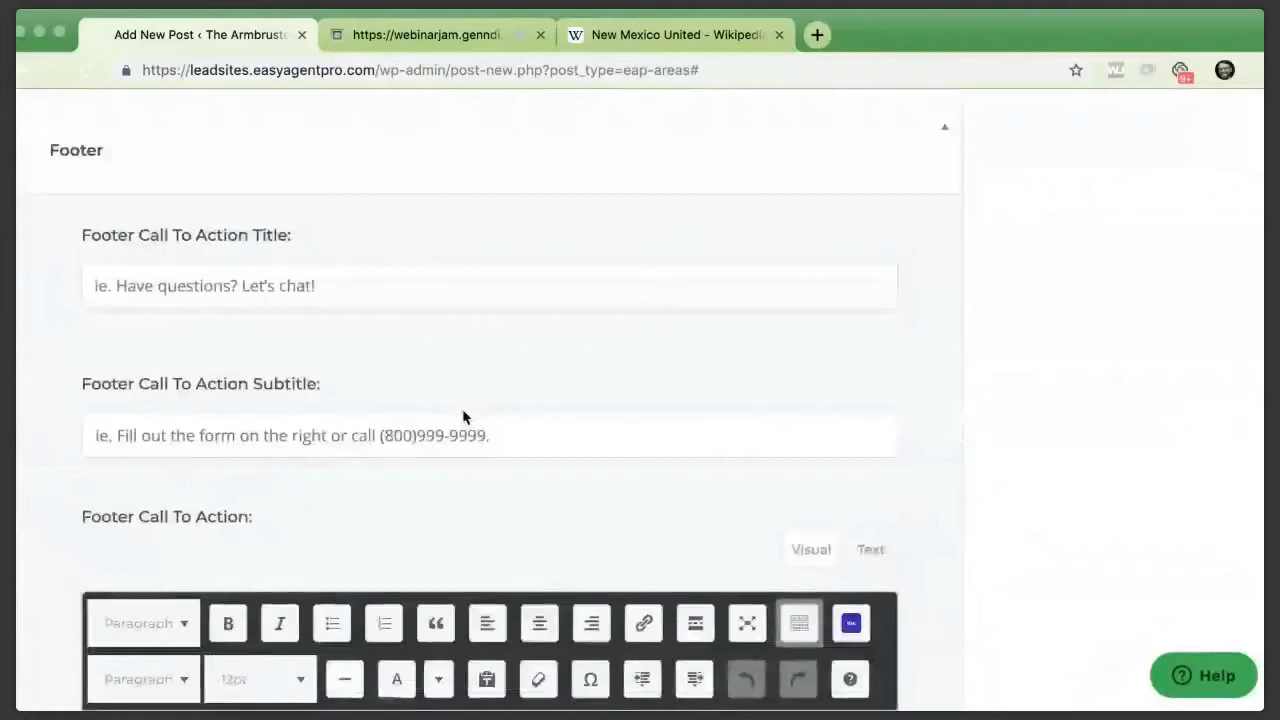 Add New Post ‹ The Armbrust
https://webinarjam.genndi.
New Mexico United - Wikipedi
https://leadsites.easyagentpro.com/wp-admin/post-new.php?post_type=eap-areas#
9+
Footer
Footer Call To Action Title:
Ie. Have questions? Let's chat!
Footer Call To Action Subtitle:
Ie. Fill out the form on the right or call (800)999-9999.
Footer Call To Action:
Visual Text
Paragraph
Paragraph 12pt
Help